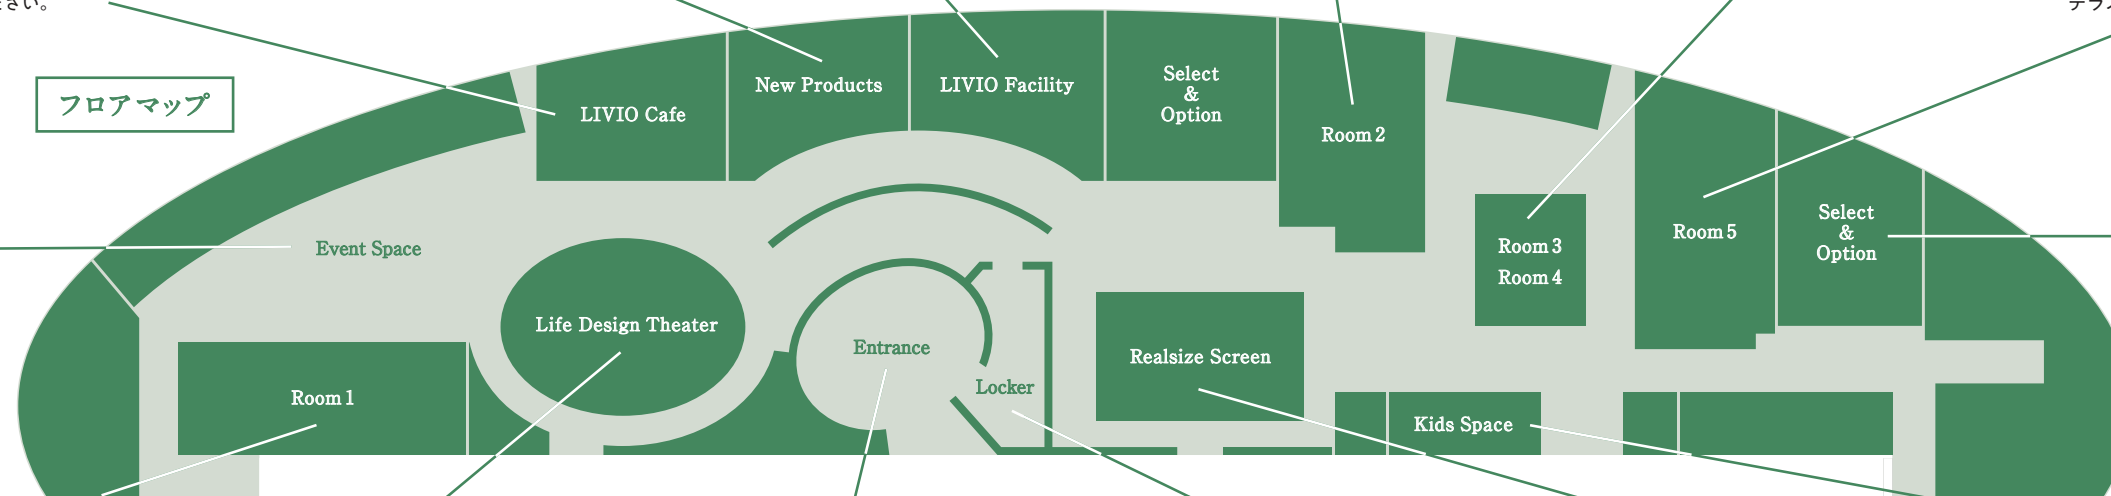 さい。
フロアマップ
LIVIO Cafe
New Products
LIVIO Facility
Select
&
Option
Room 2
Room 3
Room 4
Room 5
Select
&
Option
Event Space
Life Design Theater
Entrance
Locker
Realsize Screen
Room 1
Kids Space